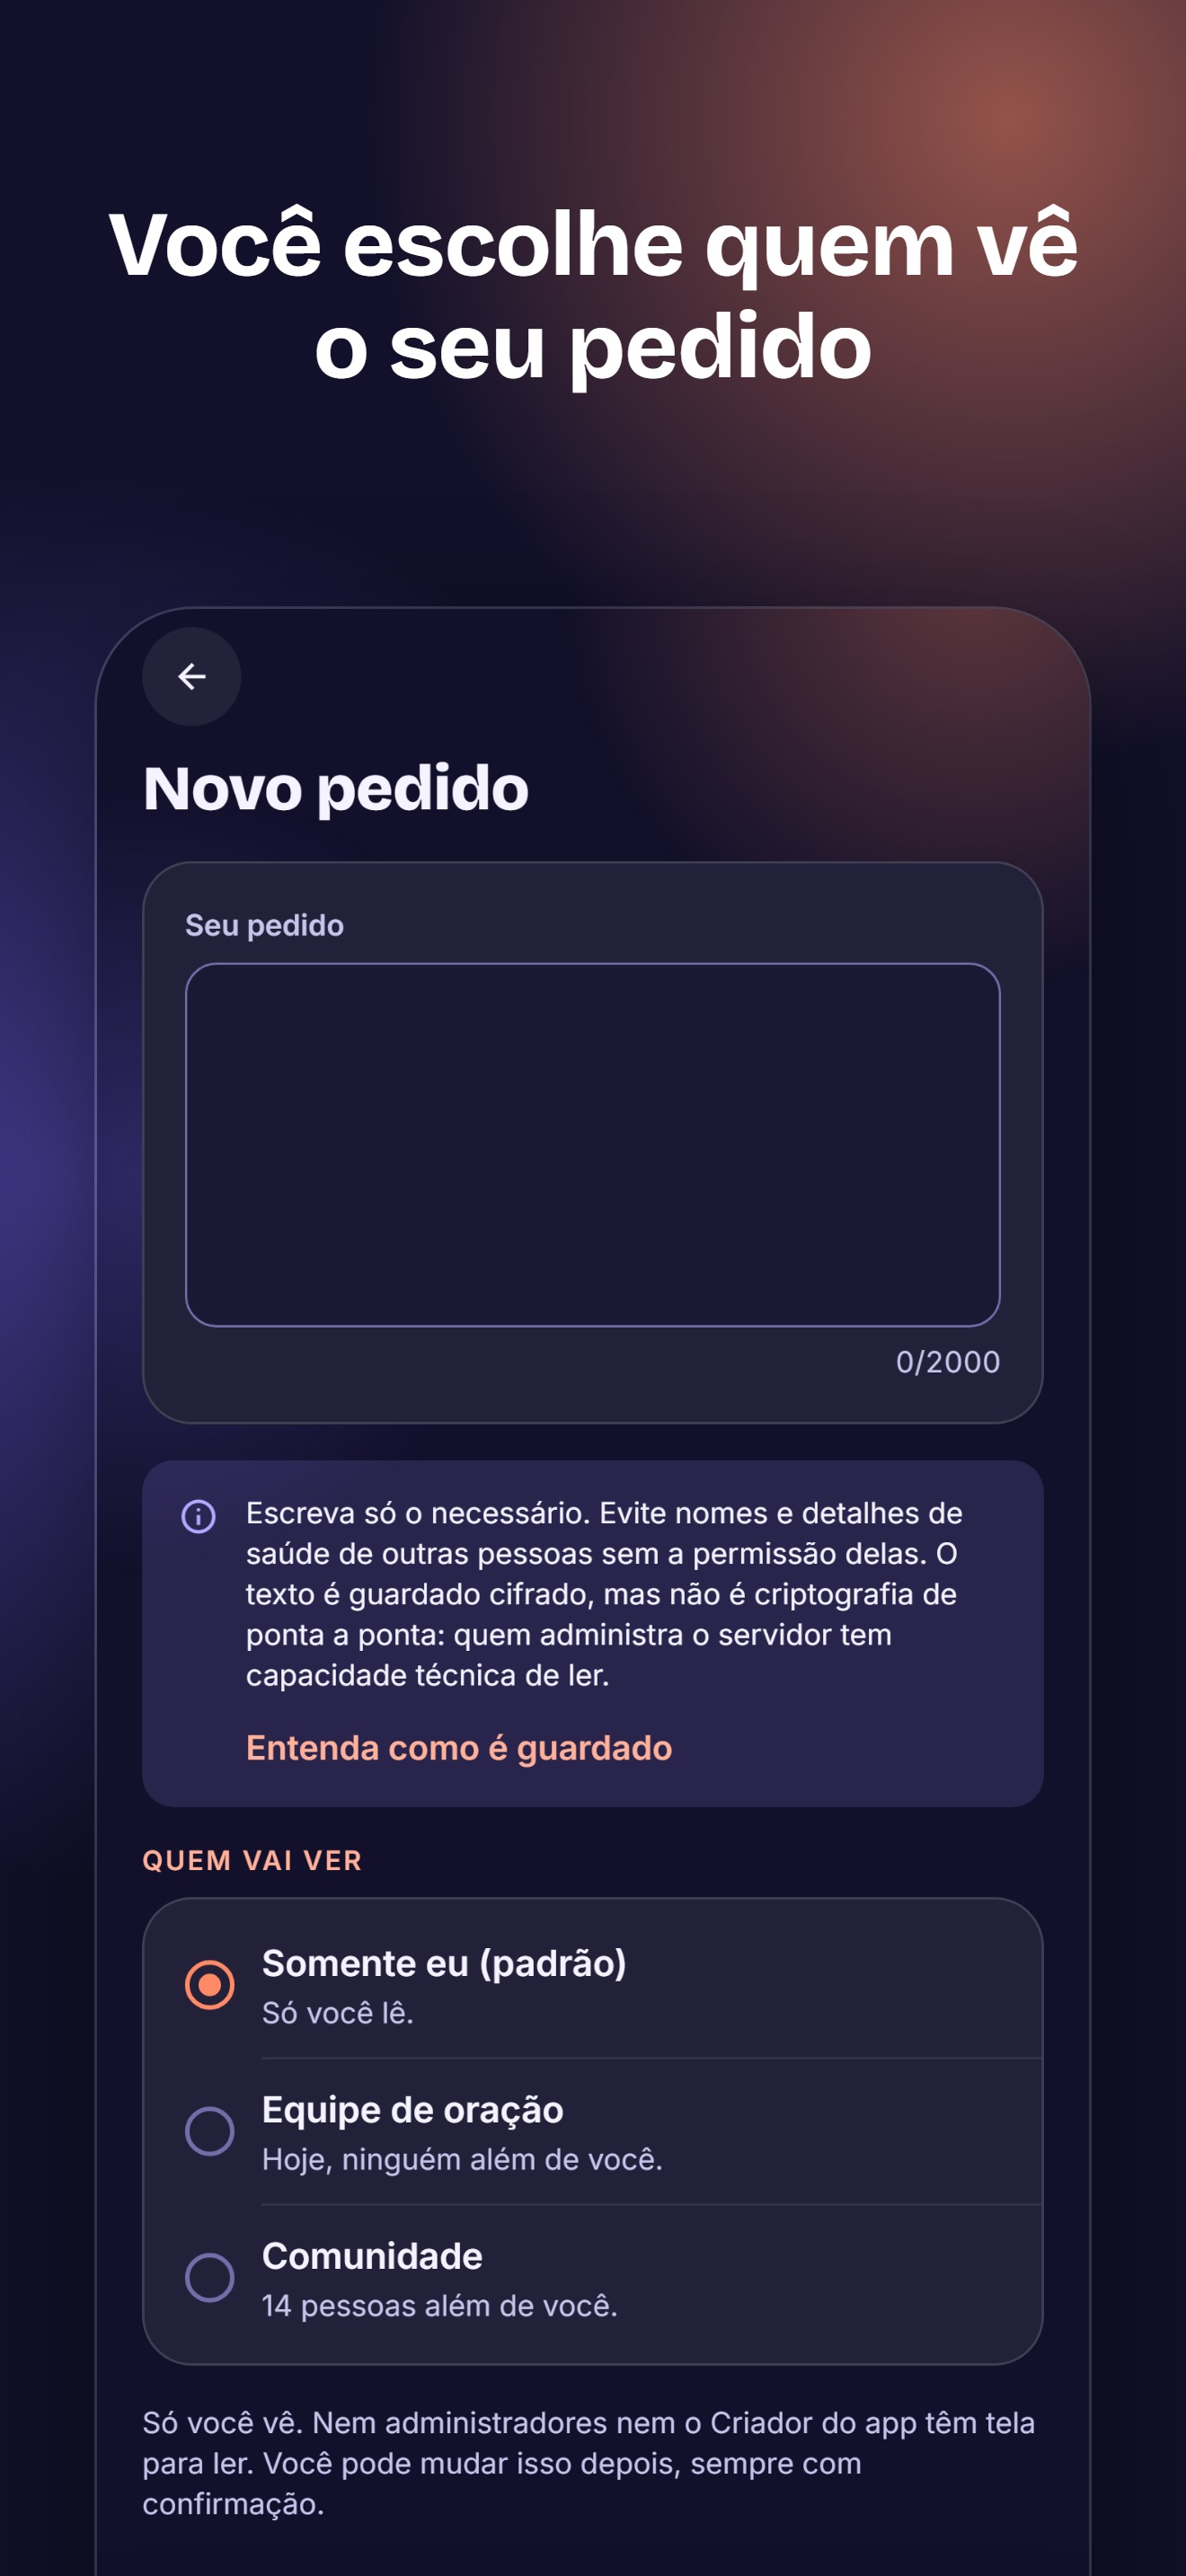 Você escolhe quem vê
o seu pedido
Novo pedido
Seu pedido
0/2000
Escreva só o necessário. Evite nomes e detalhes de
saúde de outras pessoas sem a permissão delas. O
texto é guardado cifrado, mas não é criptografia de
ponta a ponta: quem administra o servidor tem
capacidade técnica de ler.
Entenda como é guardado
QUEM VAI VER
Somente eu (padrão)
Só você lê.
Equipe de oração
Hoje, ninguém além de você.
Comunidade
14 pessoas além de você.
Só você vê. Nem administradores nem o Criador do app têm tela
para ler. Você pode mudar isso depois, sempre com
confirmação.